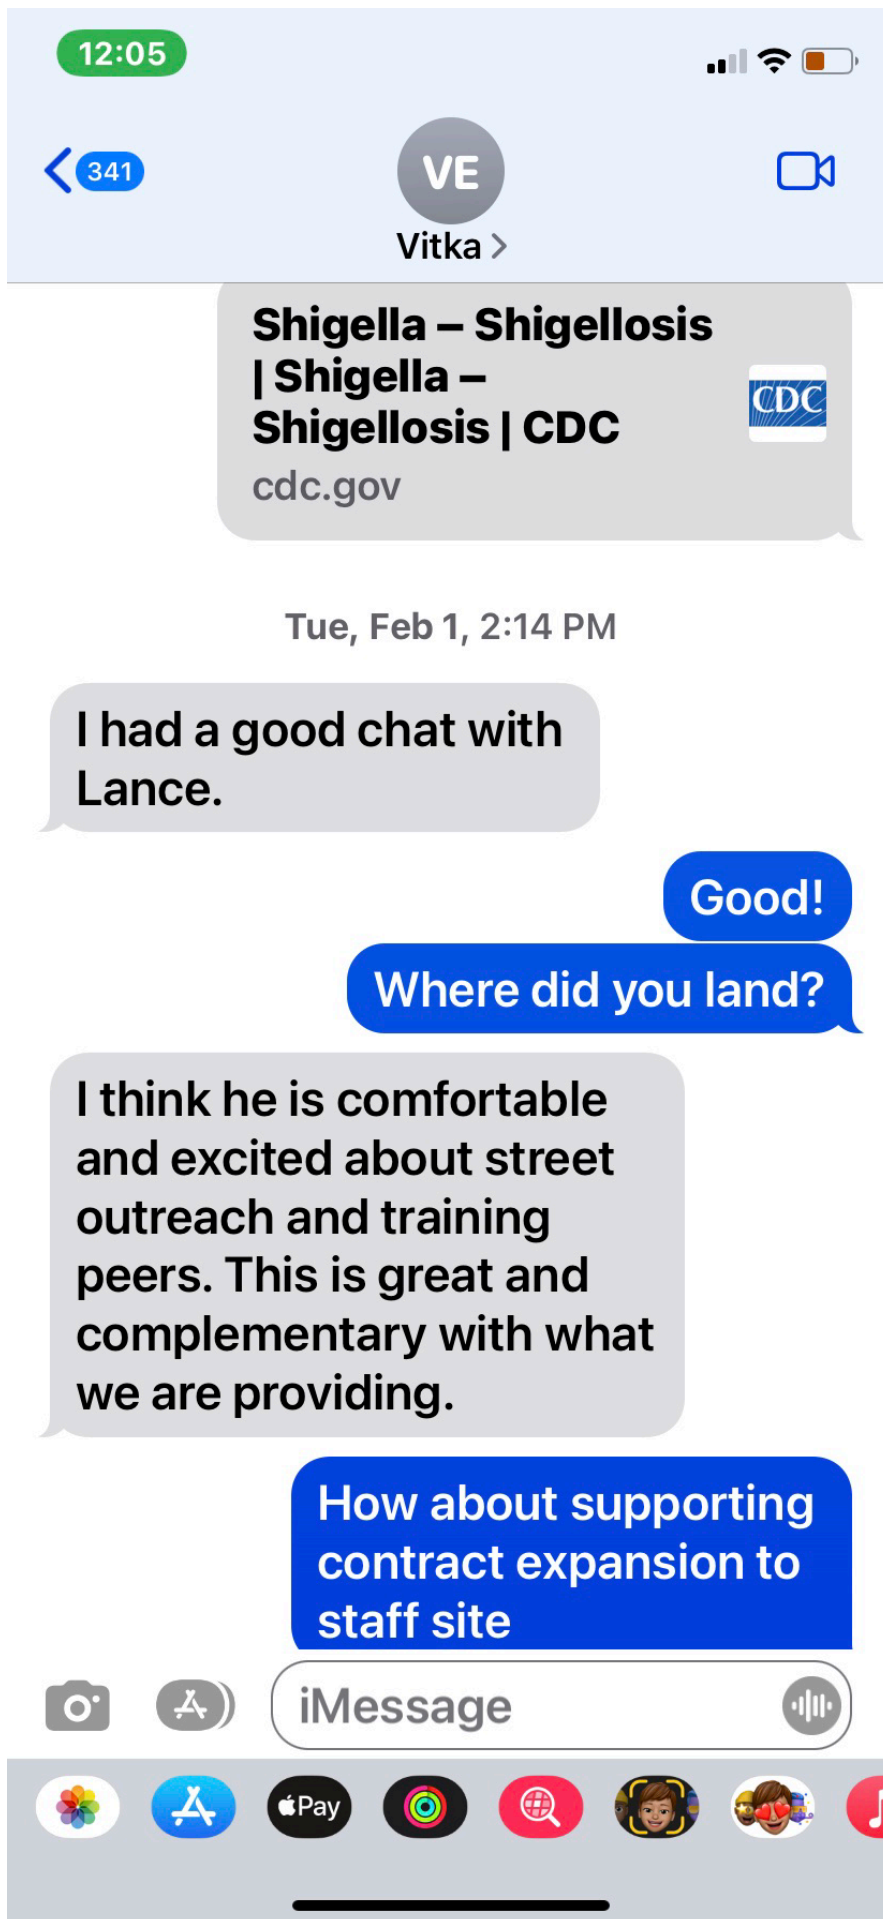 12:05
341
VE
Vitka
Shigella – Shigellosis
| Shigella –
Shigellosis | CDC
CDC
cdc.gov
Tue, Feb 1, 2:14 PM
I had a good chat with
Lance.
Good!
Where did you land?
I think he is comfortable
and excited about street
outreach and training
peers. This is great and
complementary with what
we are providing.
How about supporting
contract expansion to
staff site
iMessage
Pay